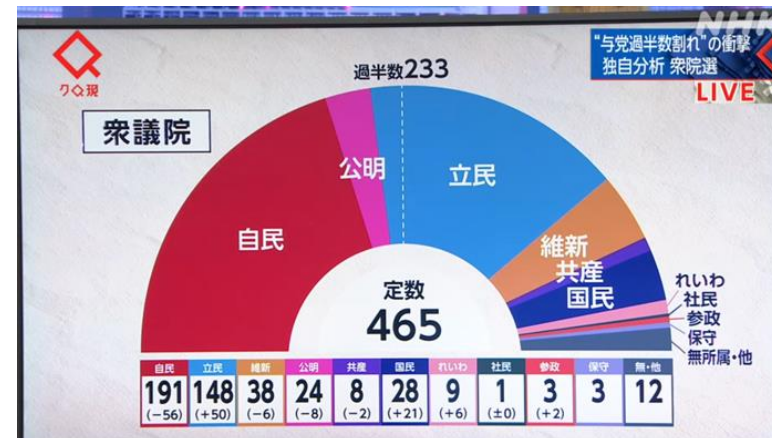 NHK
"与党過半数割れ"の衝撃
独自分析 衆院選
LIVE
クQ現
過半数233
衆議院
公明
立民
自民
維新
共産
国民
れいわ
社民
参政
保守
無所属・他
定数
465
自民 立民 維新 公明 共産 国民 れいわ 社民 参政 保守 無・他
191 148 38 24 8 28 9 1 3 3 12
(-56) (+50) (-6) (-8) (-2) (+21) (+6) (±0) (+2)